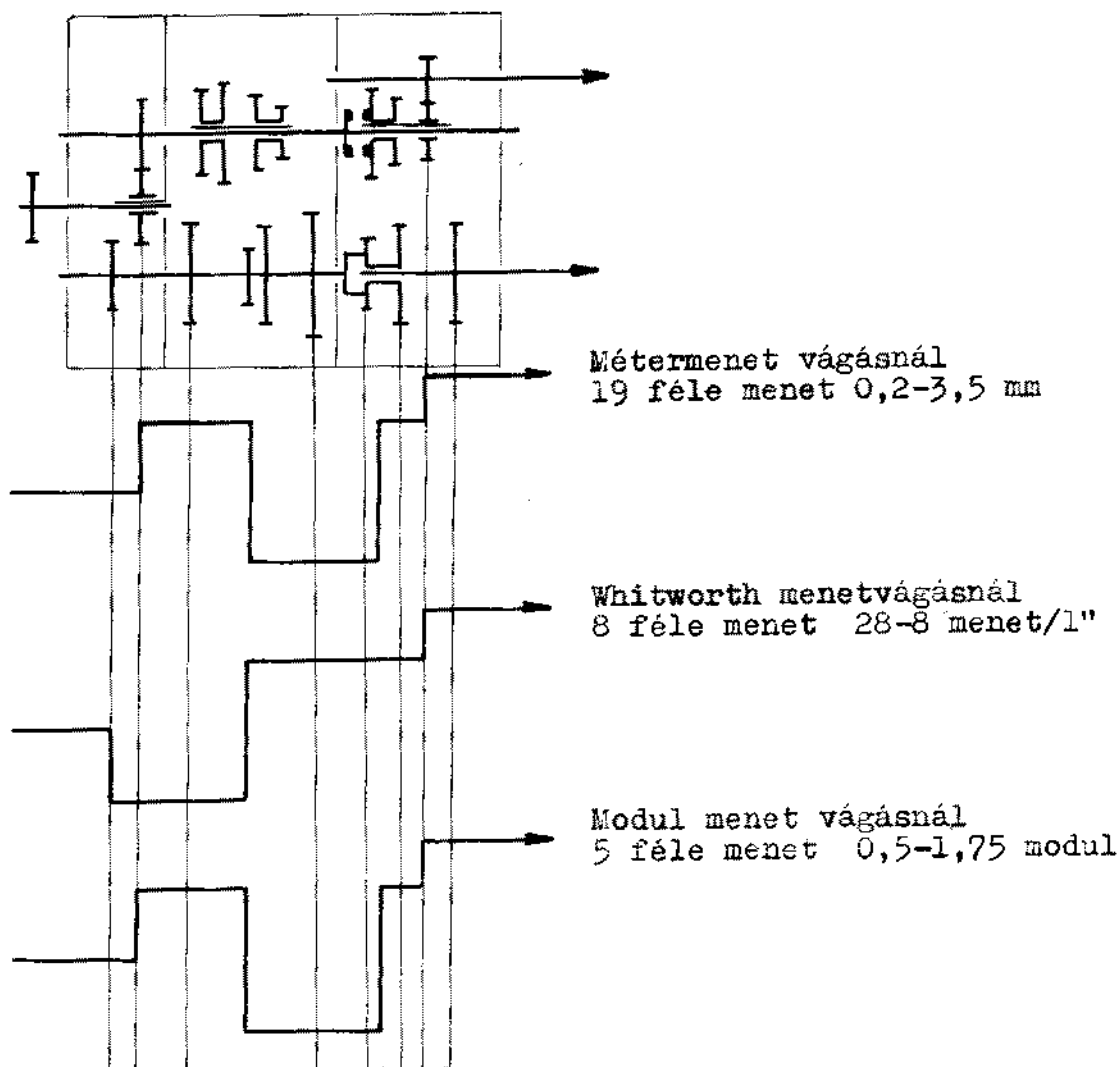 Métermenet vágásnál
19 féle menet 0,2-3,5 mm
Whitworth menetvágásnál
8 féle menet 28-8 menet/1"
Modul menet vágásnál
5 féle menet 0,5-1,75 modul